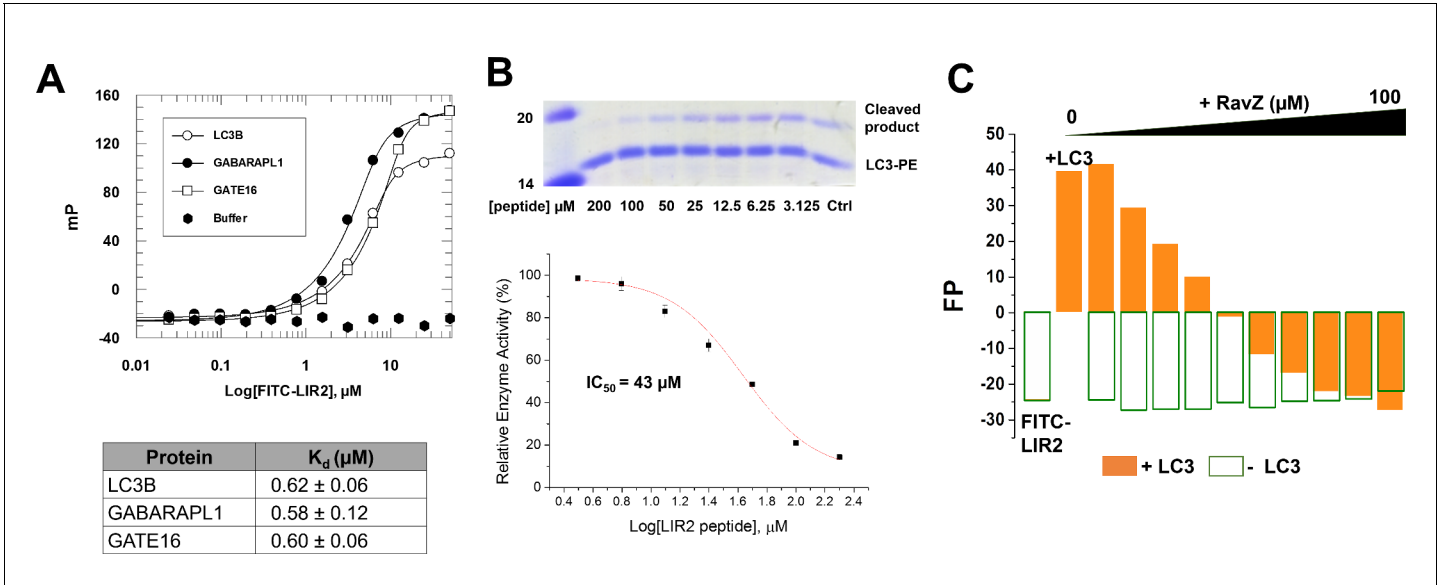 A
160
120
80
40
0
-40
mP
LC3B
GABARAPL1
GATE16
Buffer
0.01
0.1
1
10
Log[FITC-LIR2], µM
Protein Kd (µM)
LC3B 0.62 ± 0.06
GABARAPL1 0.58 ± 0.12
GATE16 0.60 ± 0.06
B
20
14
Cleaved
product
LC3-PE
[peptide] µM 200 100 50 25 12.5 6.25 3.125 Ctrl
100
80
60
40
20
0
Relative Enzyme Activity (%)
IC50 = 43 µM
0.4 0.6 0.8 1.0 1.2 1.4 1.6 1.8 2.0 2.2 2.4
Log[LIR2 peptide], µM
C
0
+ RavZ (µM)
100
50
40
30
20
10
0
-10
-20
-30
FP
+LC3
FITC-
LIR2
+ LC3
- LC3